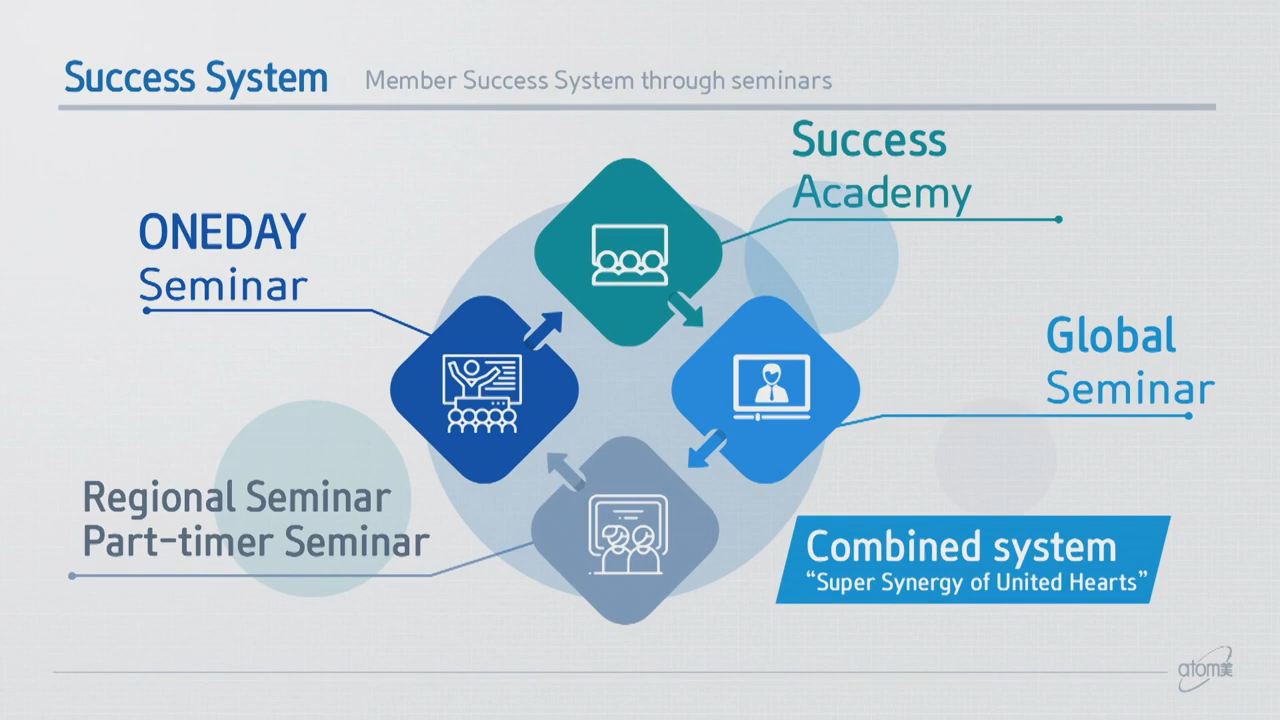 Success System
Member Success System through seminars
Success
Academy
ONEDAY
Seminar
Global
Seminar
Regional Seminar
Part-timer Seminar
Combined system
“Super Synergy of United Hearts”
atom美